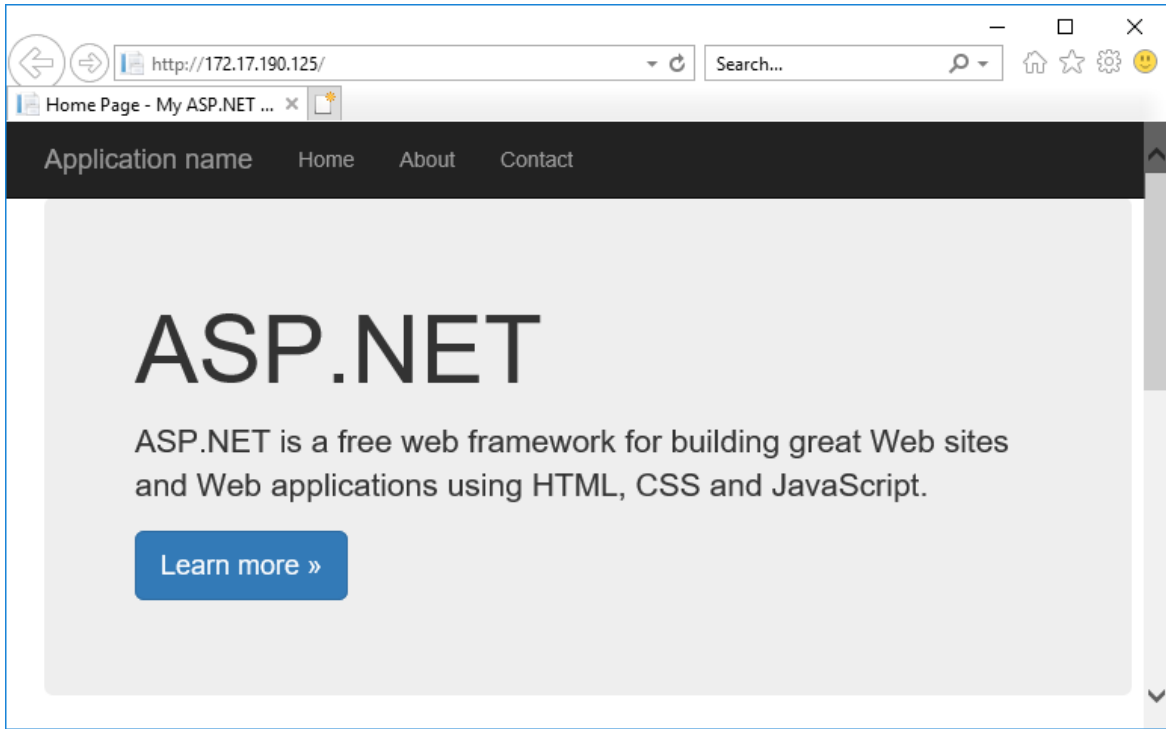 http://172.17.190.125/ Search...
Home Page - My ASP.NET ...
Application name Home About Contact
ASP.NET
ASP.NET is a free web framework for building great Web sites
and Web applications using HTML, CSS and JavaScript.
Learn more »